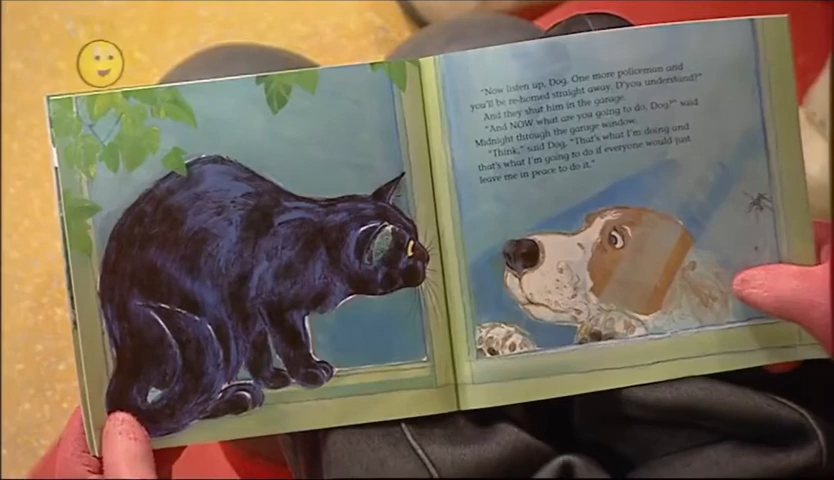 "Now listen up, Dog. One more policeman and
you'll be re-homed straight away. D'you understand?"
And they shut him in the garage.
"And NOW what are you going to do, Dog?" said
Midnight through the garage window.
"Think," said Dog. "That's what I'm doing and
that's what I'm going to do if everyone would just
leave me in peace to do it."